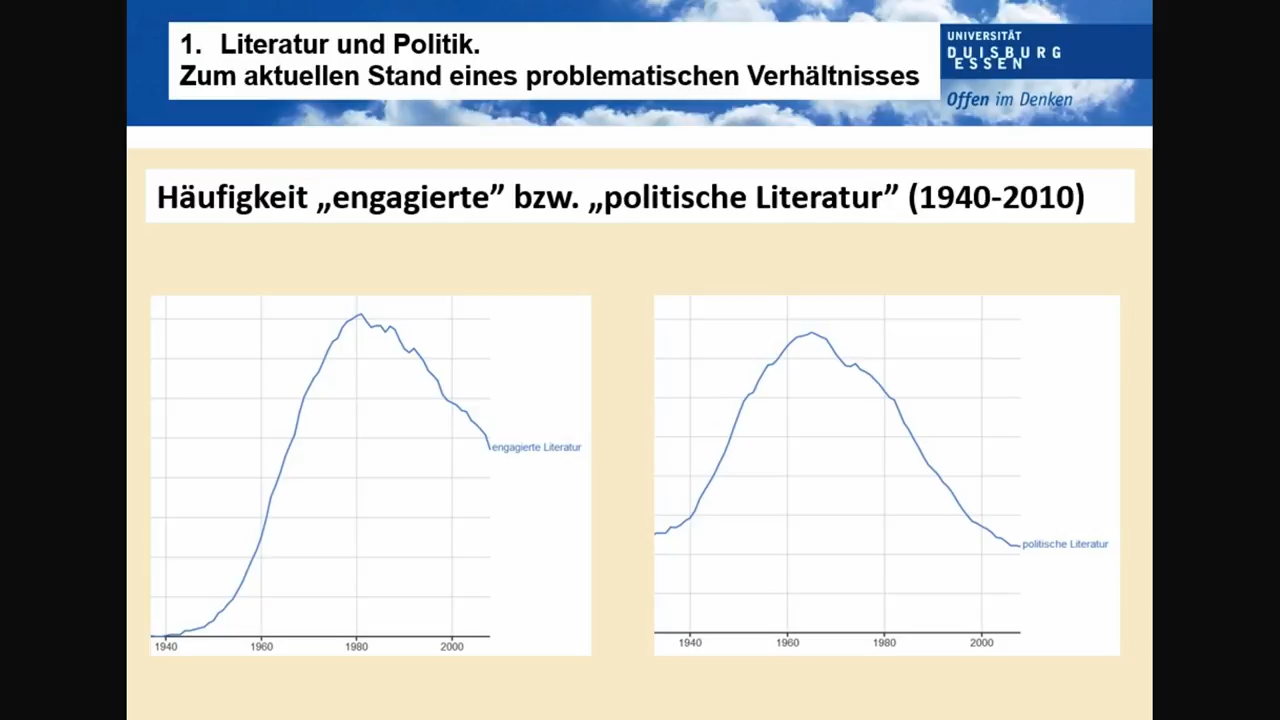 1. Literatur und Politik.
Zum aktuellen Stand eines problematischen Verhältnisses
UNIVERSITÄT
DUISBURG
ESSEN
Offen im Denken
Häufigkeit „engagierte” bzw. „politische Literatur” (1940-2010)
engagierte Literatur
1940 1960 1980 2000
politische Literatur
1940 1960 1980 2000